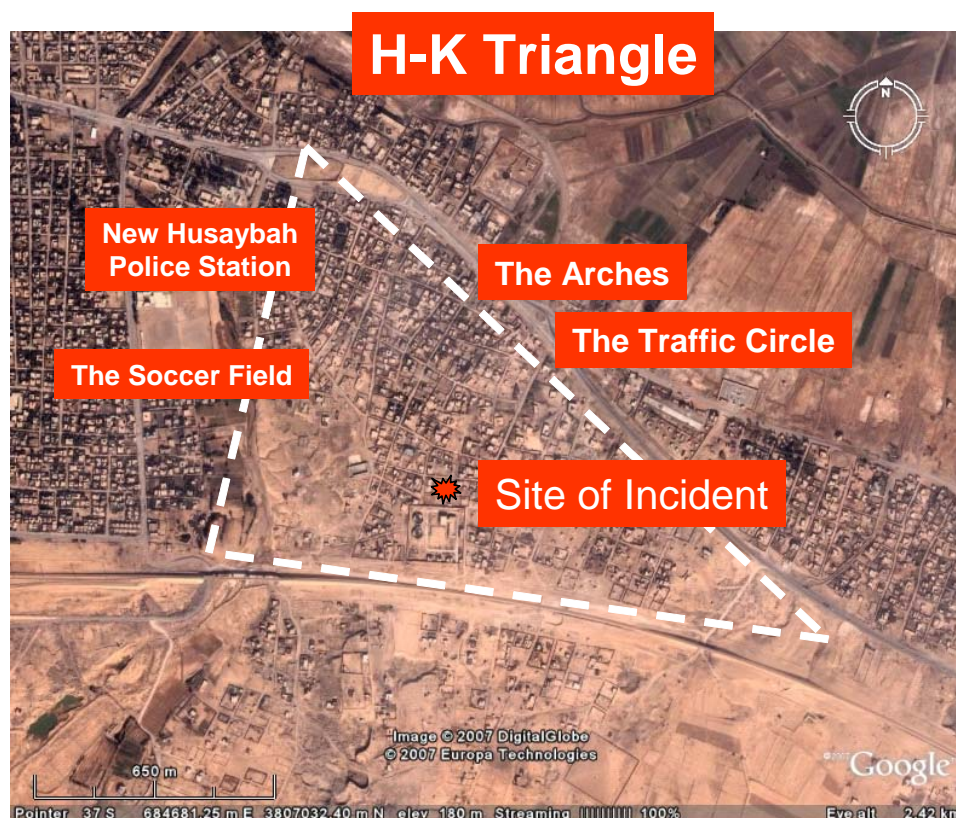 H-K Triangle
N
New Husaybah
Police Station
The Arches
The Traffic Circle
The Soccer Field
Site of Incident
Image © 2007 DigitalGlobe
© 2007 Europa Technologies
©2007 Google
650 m
Pointer 37 S 684681.25 m E 3807032.40 m N elev 180 m Streaming |||||||||| 100% Eye alt 2.42 km